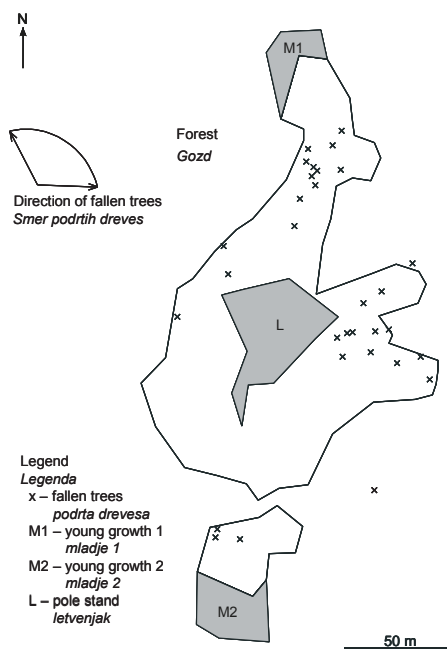 N
M1
Forest
Gozd
Direction of fallen trees
Smer podrtih dreves
L
Legend
Legenda
x – fallen trees
podrta drevesa
M1 – young growth 1
mladje 1
M2 – young growth 2
mladje 2
L – pole stand
letvenjak
M2
50 m